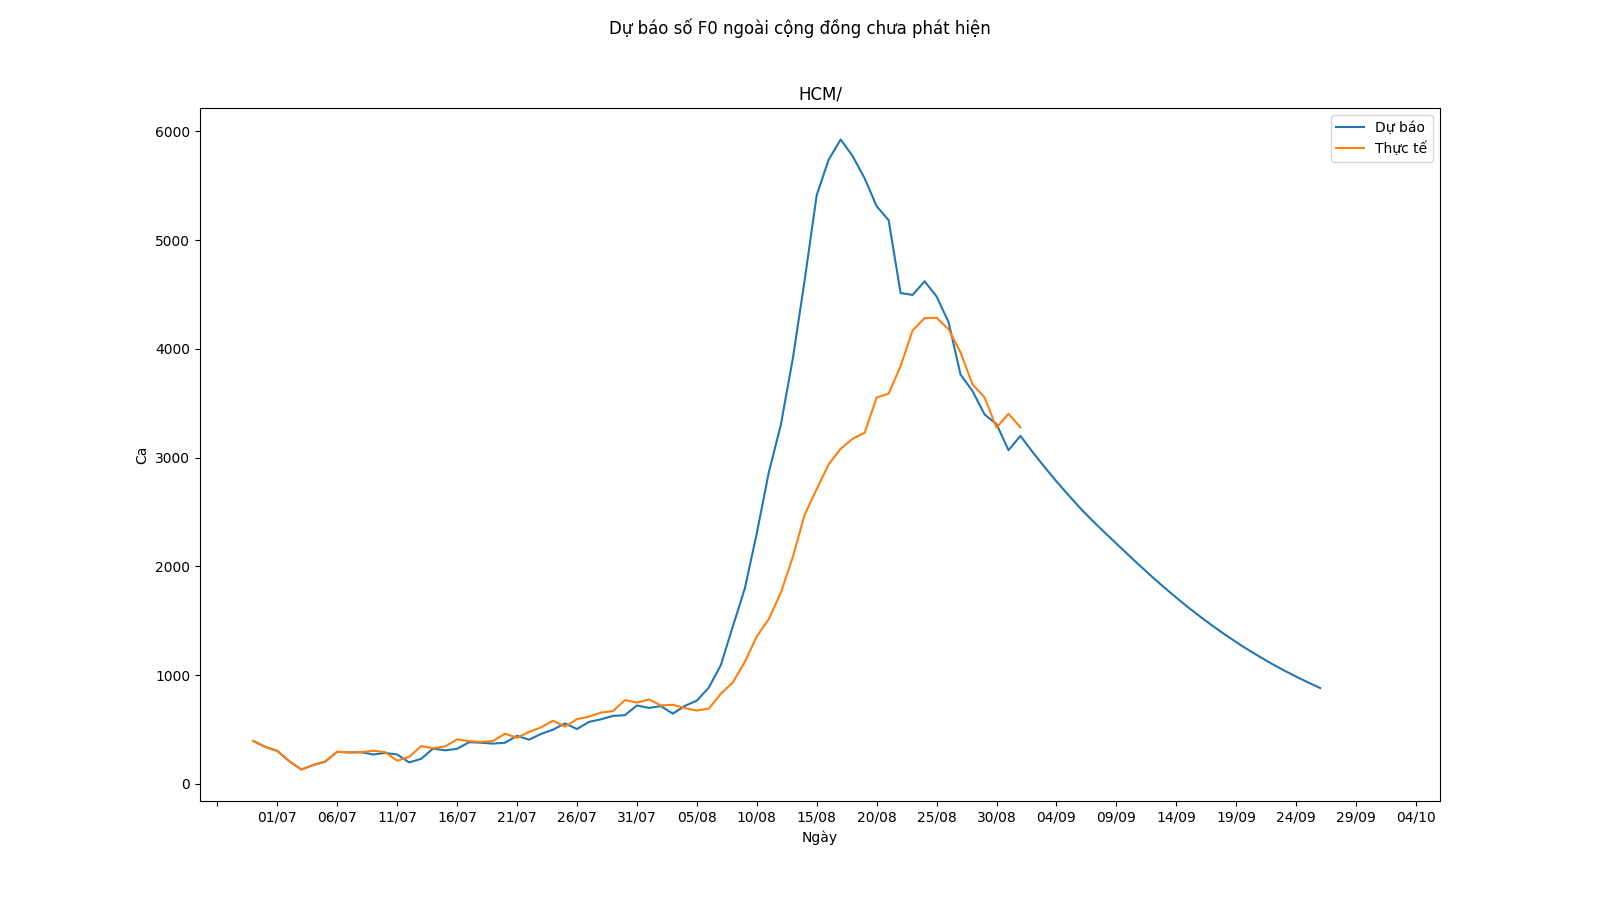 Dự báo số F0 ngoài cộng đồng chưa phát hiện
HCM/
Dự báo
Thực tế
6000
5000
4000
3000
2000
1000
0
Ca
01/07 06/07 11/07 16/07 21/07 26/07 31/07 05/08 10/08 15/08 20/08 25/08 30/08 04/09 09/09 14/09 19/09 24/09 29/09 04/10
Ngày